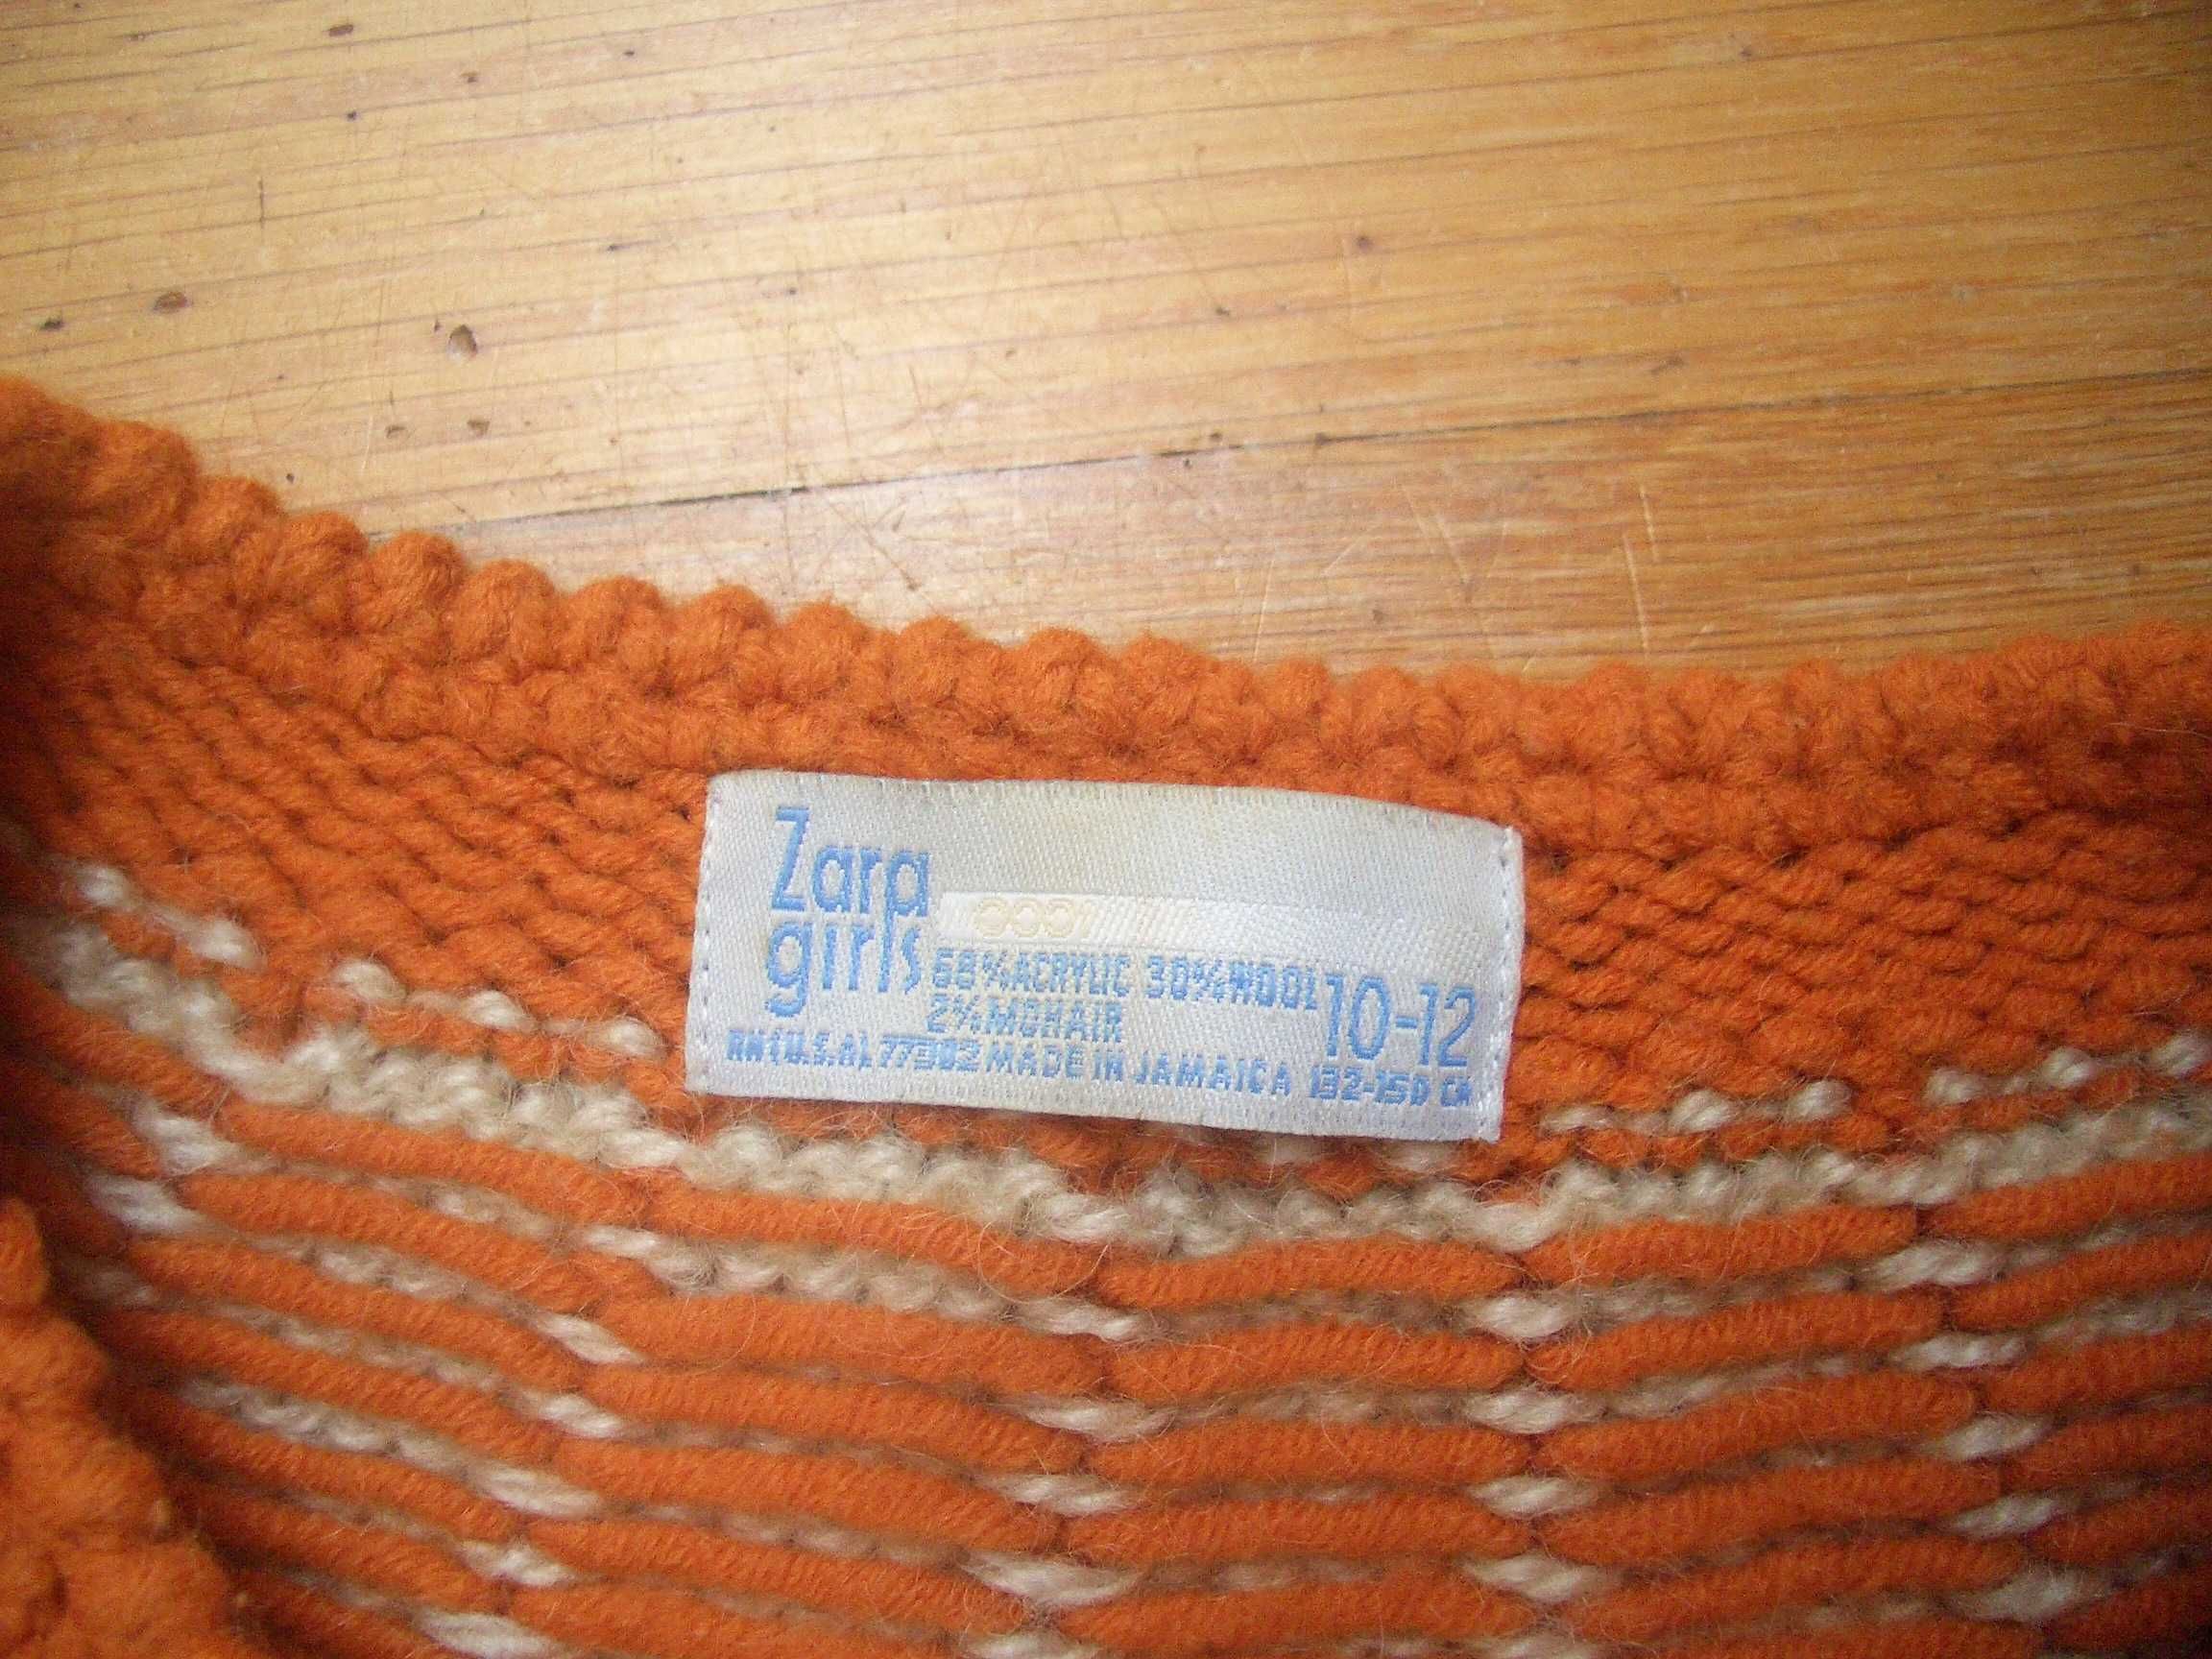 Zara
girls
68%ACRYLIC 30%WOOL
2%MOHAIR
10-12
RN(U.S.A) 77302 MADE IN JAMAICA 132-150 CM